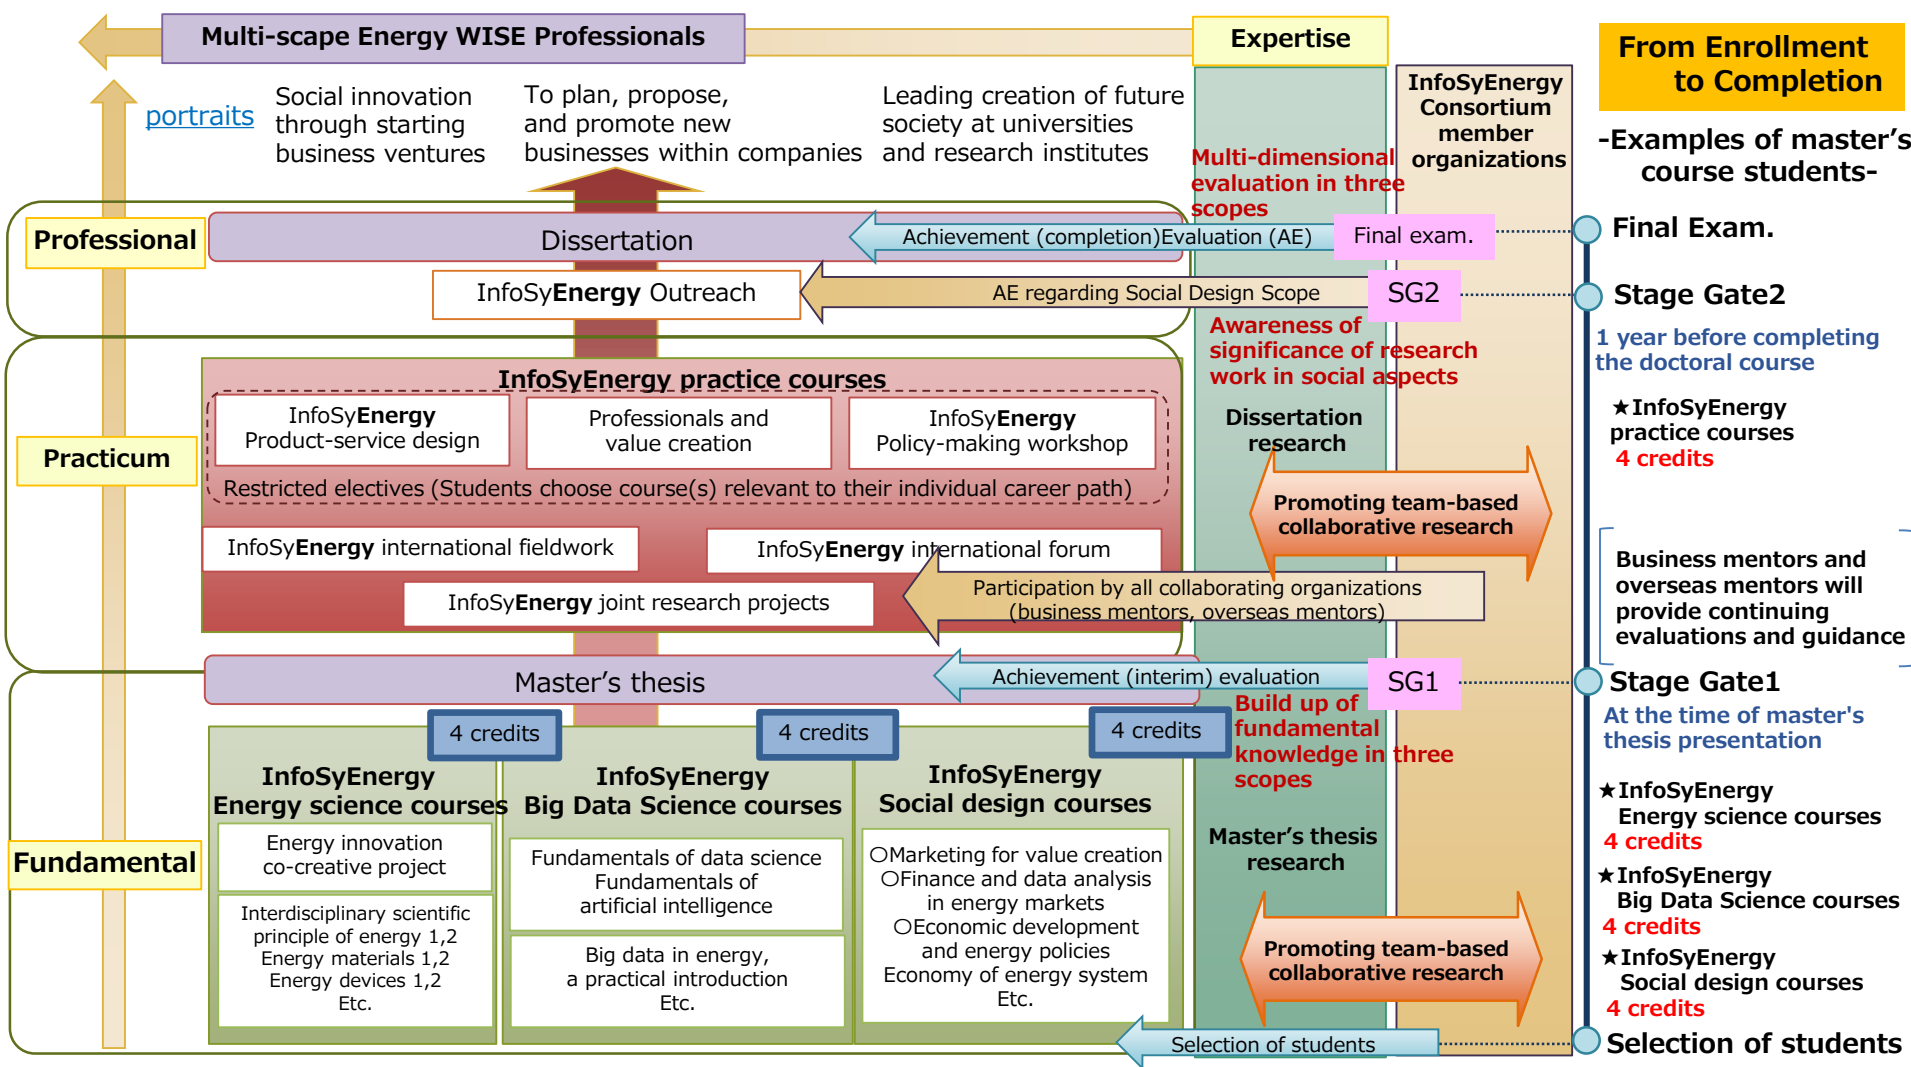 Multi-scape Energy WISE Professionals
Expertise
From Enrollment
to Completion
-Examples of master's
course students-
portraits
Social innovation
through starting
business ventures
To plan, propose,
and promote new
businesses within companies
Leading creation of future
society at universities
and research institutes
InfoSyEnergy
Consortium
member
organizations
Multi-dimensional
evaluation in three
scopes
Professional
Dissertation
Achievement (completion)Evaluation (AE)
Final exam.
Final Exam.
InfoSyEnergy Outreach
AE regarding Social Design Scope
SG2
Stage Gate2
1 year before completing
the doctoral course
Awareness of
significance of research
work in social aspects
Practicum
InfoSyEnergy practice courses
InfoSyEnergy
Product-service design
Professionals and
value creation
InfoSyEnergy
Policy-making workshop
Restricted electives (Students choose course(s) relevant to their individual career path)
InfoSyEnergy international fieldwork
InfoSyEnergy international forum
InfoSyEnergy joint research projects
Participation by all collaborating organizations
(business mentors, overseas mentors)
Dissertation
research
Promoting team-based
collaborative research
★InfoSyEnergy
practice courses
4 credits
Business mentors and
overseas mentors will
provide continuing
evaluations and guidance
Master's thesis
Achievement (interim) evaluation
SG1
Stage Gate1
At the time of master's
thesis presentation
Build up of
fundamental
knowledge in three
scopes
Fundamental
4 credits
4 credits
4 credits
InfoSyEnergy
Energy science courses
Energy innovation
co-creative project
Interdisciplinary scientific
principle of energy 1,2
Energy materials 1,2
Energy devices 1,2
Etc.
InfoSyEnergy
Big Data Science courses
Fundamentals of data science
Fundamentals of
artificial intelligence
Big data in energy,
a practical introduction
Etc.
InfoSyEnergy
Social design courses
○Marketing for value creation
○Finance and data analysis
in energy markets
○Economic development
and energy policies
Economy of energy system
Etc.
Master's thesis
research
Promoting team-based
collaborative research
★InfoSyEnergy
Energy science courses
4 credits
★InfoSyEnergy
Big Data Science courses
4 credits
★InfoSyEnergy
Social design courses
4 credits
Selection of students
Selection of students